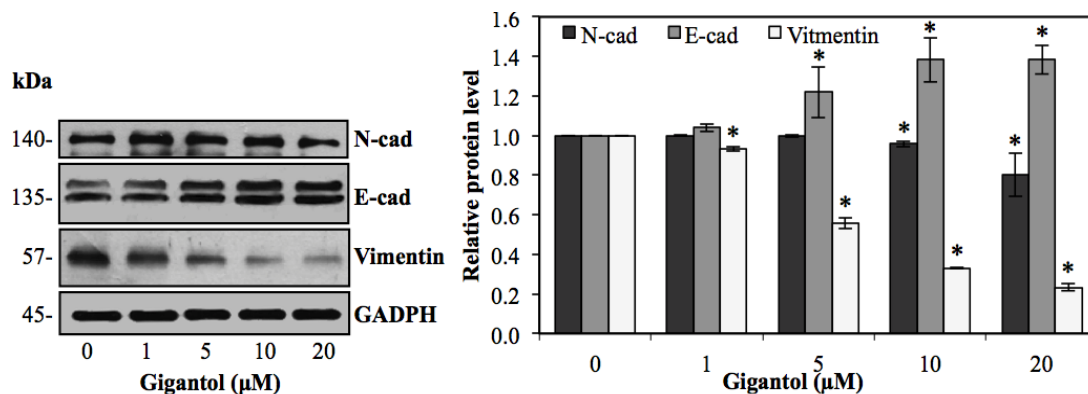 kDa
140-
N-cad
135-
E-cad
57-
Vimentin
45-
GADPH
0 1 5 10 20
Gigantol (µM)
Relative protein level
1.6
1.4
1.2
1.0
0.8
0.6
0.4
0.2
0.0
N-cad E-cad Vitmentin
* * * * * * * * *
0 1 5 10 20
Gigantol (µM)